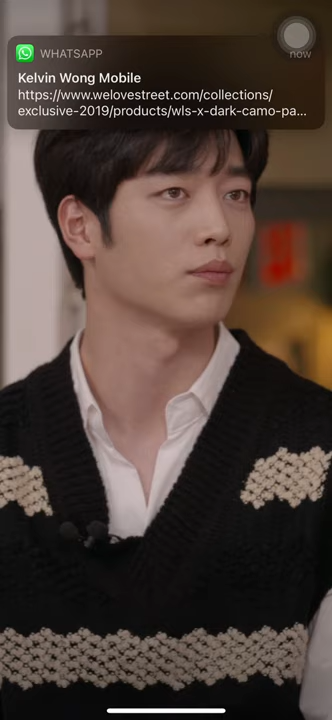 WHATSAPP
now
Kelvin Wong Mobile
https://www.welovestreet.com/collections/
exclusive-2019/products/wls-x-dark-camo-pa...